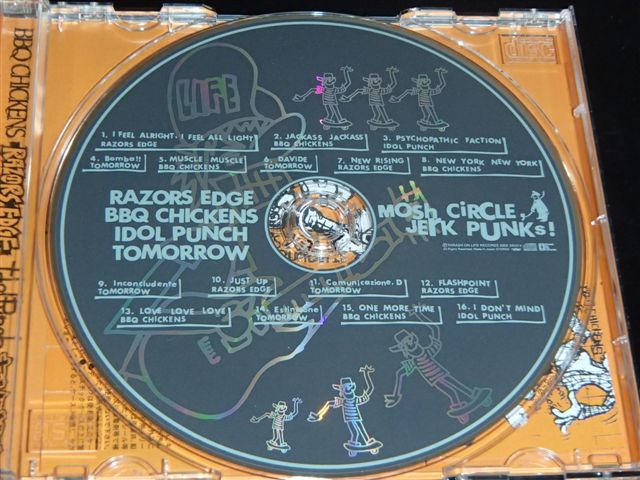 LIFE
1. I FEEL ALRIGHT, I FEEL ALL LIGHT
RAZORS EDGE
2. JACKASS JACKASS
BBQ CHICKENS
3. PSYCHOPATHIC FACTION
IDOL PUNCH
4. Bombe!!
TOMORROW
5. MUSCLE MUSCLE
BBQ CHICKENS
6. DAVIDE
TOMORROW
7. NEW RISING
RAZORS EDGE
8. NEW YORK NEW YORK
BBQ CHICKENS
RAZORS EDGE
BBQ CHICKENS
IDOL PUNCH
TOMORROW
MOSH CIRCLE
JERK PUNKs!
9. Inconcludente
TOMORROW
10. JUST UP
RAZORS EDGE
11. Comunicazione.D
TOMORROW
12. FLASHPOINT
RAZORS EDGE
13. LOVE LOVE LOVE
BBQ CHICKENS
14. Estinzione
TOMORROW
15. ONE MORE TIME
BBQ CHICKENS
16. I DON'T MIND
IDOL PUNCH
BBQ CHICKENS RAZORS EDGE
disc